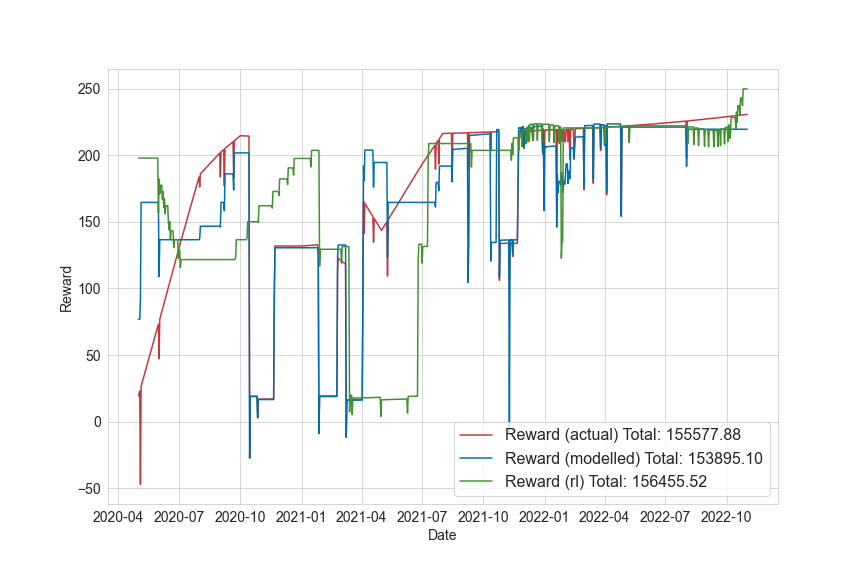 250
200
150
100
50
0
−50
Reward
2020-04 2020-07 2020-10 2021-01 2021-04 2021-07 2021-10 2022-01 2022-04 2022-07 2022-10
Date
Reward (actual) Total: 155577.88
Reward (modelled) Total: 153895.10
Reward (rl) Total: 156455.52